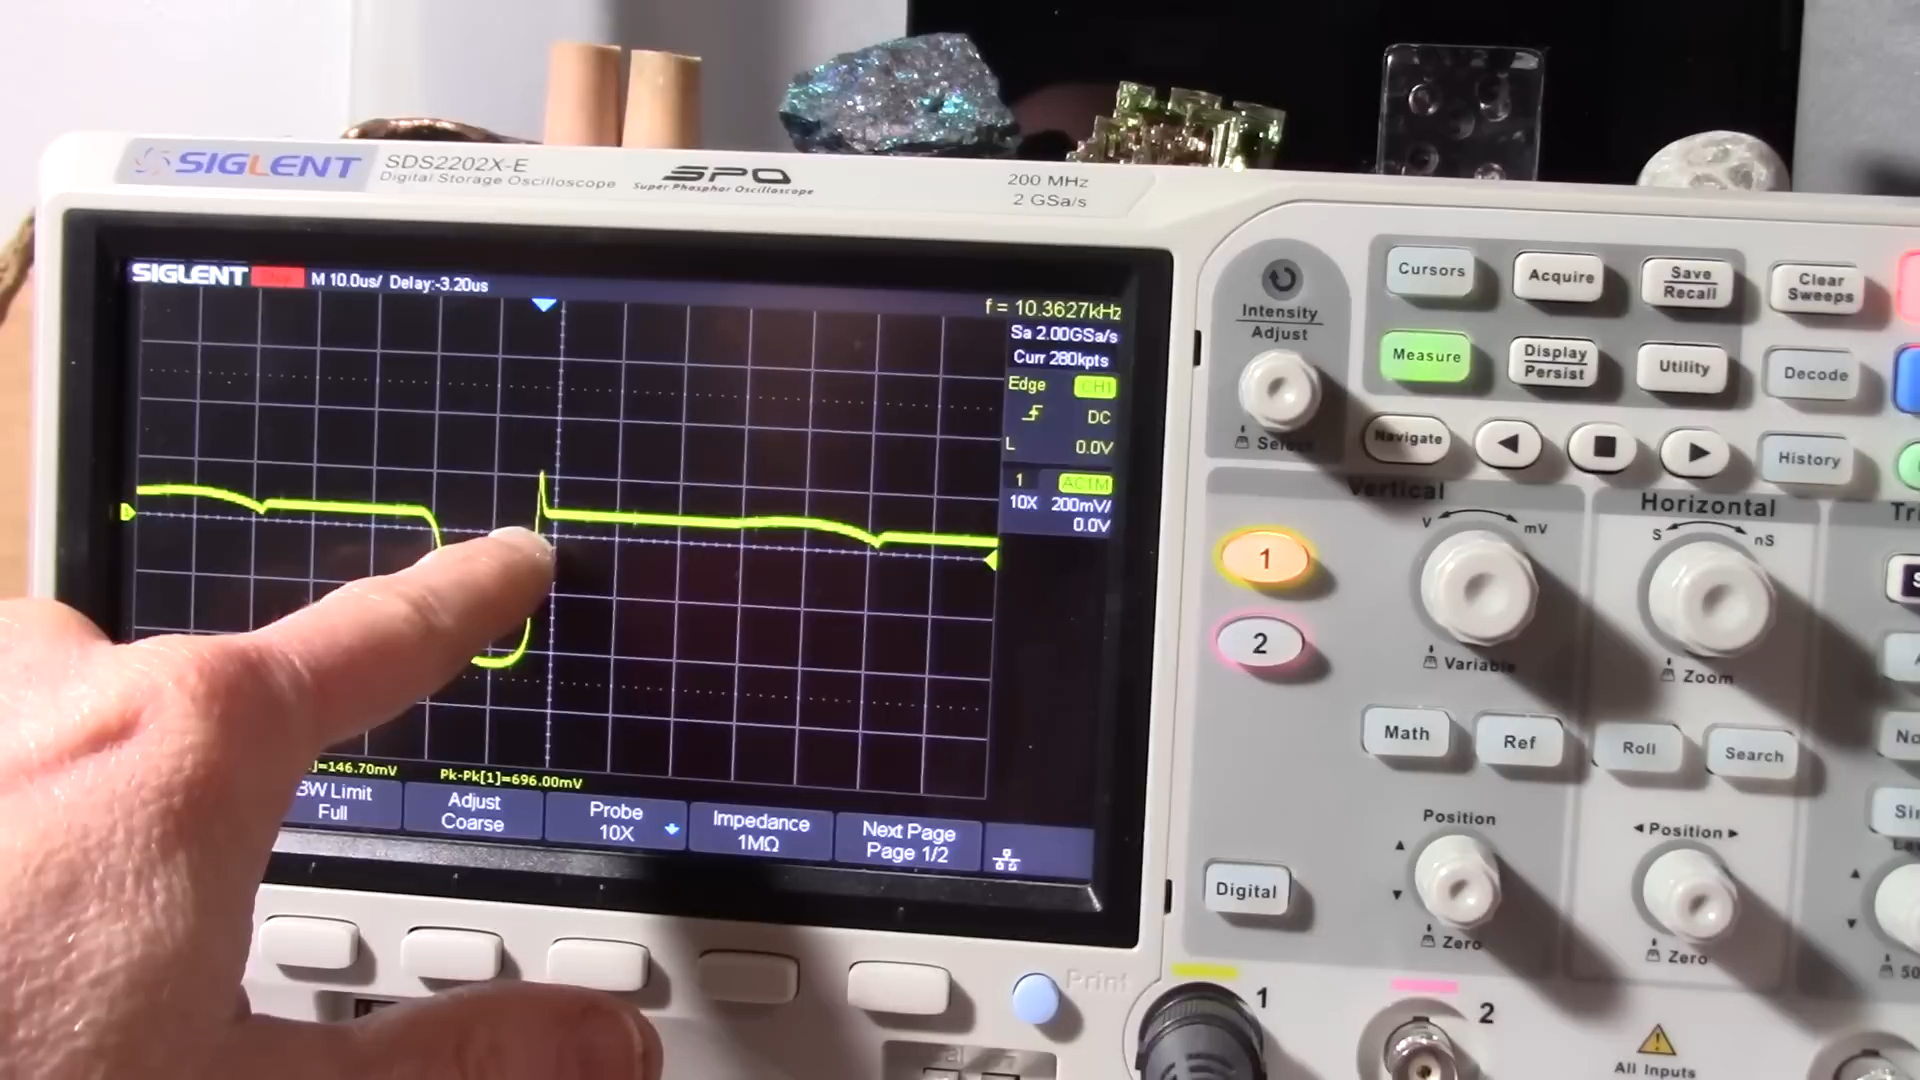 SIGLENT
SDS2202X-E
Digital Storage Oscilloscope
SPO
Super Phosphor Oscilloscope
200 MHz
2 GSa/s
SIGLENT M 10.0us/ Delay:-3.20us
f = 10.3627kHz
Sa 2.00GSa/s
Curr 280kpts
Edge CH1
DC
L 0.0V
1 AC1M
10X 200mV/
0.0V
]=146.70mV Pk-Pk[1]=696.00mV
BW Limit
Full
Adjust
Coarse
Probe
10X
Impedance
1MΩ
Next Page
Page 1/2
Print
Intensity
Adjust
Select
Cursors
Acquire
Save
Recall
Clear
Sweeps
Measure
Display
Persist
Utility
Decode
Navigate
History
Vertical
V mV
1
2
Variable
Horizontal
S nS
Zoom
Math
Ref
Roll
Search
Position
Zero
Position
Zero
Digital
1
2
All Inputs